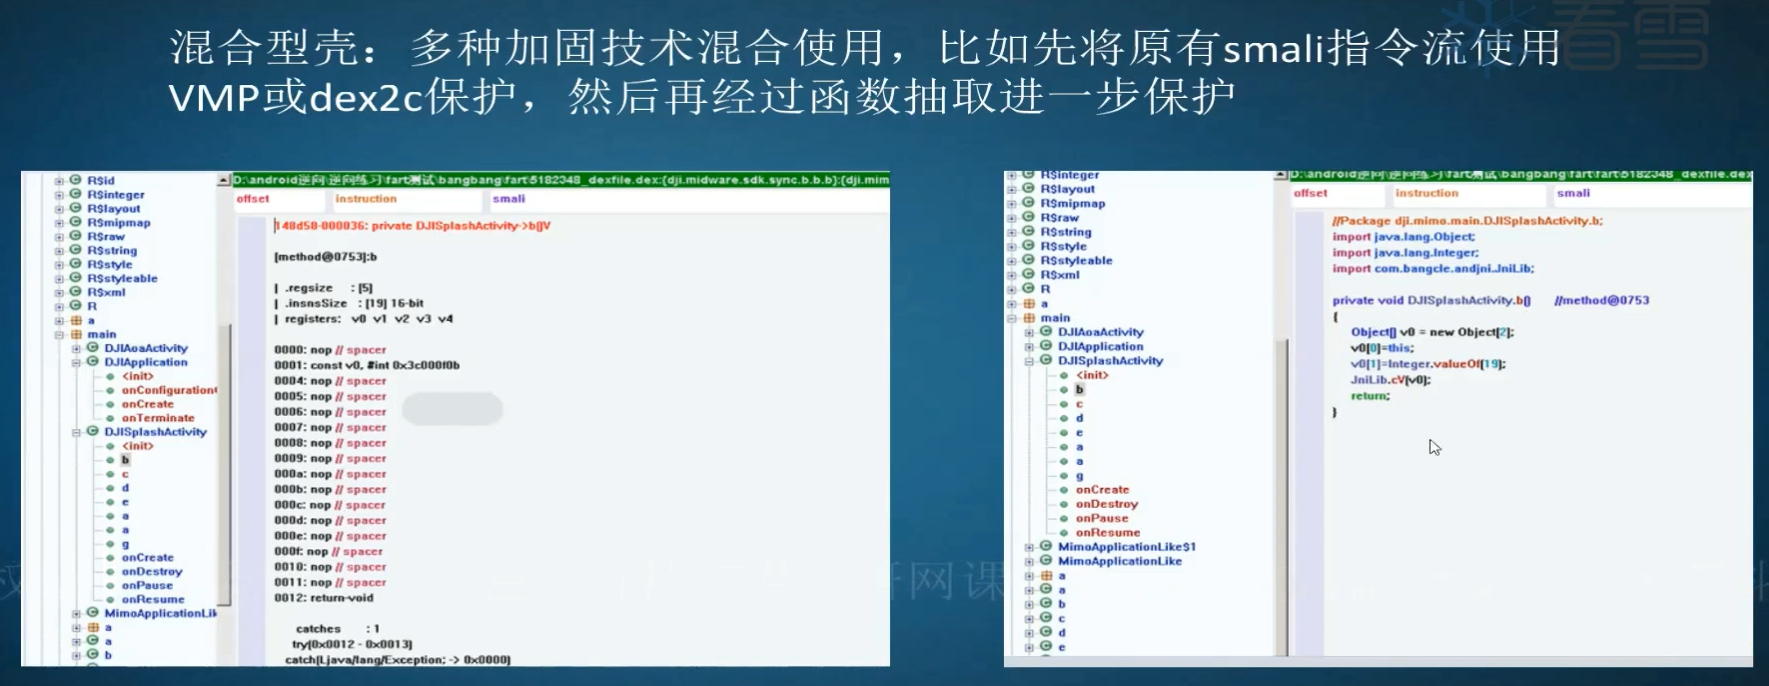 混合型壳：多种加固技术混合使用，比如先将原有smali指令流使用
VMP或dex2c保护，然后再经过函数抽取进一步保护
看雪
R$id
R$integer
R$layout
R$mipmap
R$raw
R$string
R$style
R$styleable
R$xml
R
a
main
DJIAoaActivity
DJIApplication
<init>
onConfiguration
onCreate
onTerminate
DJISplashActivity
<init>
b
c
d
e
a
a
g
onCreate
onDestroy
onPause
onResume
MimoApplicationLik
a
a
b
D:\android逆向\逆向练习\fart测试\bangbang\fart\5182348_dexfile.dex:{dji.midware.sdk.sync.b.b.b}:{dji.mim
offset instruction smali
148d58-000036: private DJISplashActivity->b()V
[method@0753]:b
| .regsize : [5]
| .insnsSize : [19] 16-bit
| registers: v0 v1 v2 v3 v4
0000: nop // spacer
0001: const v0, #int 0x3c000f0b
0004: nop // spacer
0005: nop // spacer
0006: nop // spacer
0007: nop // spacer
0008: nop // spacer
0009: nop // spacer
000a: nop // spacer
000b: nop // spacer
000c: nop // spacer
000d: nop // spacer
000e: nop // spacer
000f: nop // spacer
0010: nop // spacer
0011: nop // spacer
0012: return-void
catches : 1
try[0x0012 - 0x0013]
catch(Ljava/lang/Exception; -> 0x0000)
R$integer
R$layout
R$mipmap
R$raw
R$string
R$style
R$styleable
R$xml
R
a
main
DJIAoaActivity
DJIApplication
DJISplashActivity
<init>
b
c
d
e
a
a
g
onCreate
onDestroy
onPause
onResume
MimoApplicationLike$1
MimoApplicationLike
a
a
b
c
d
e
D:\android逆向\逆向练习\fart测试\bangbang\fart\fart\5182348_dexfile.dex
offset instruction smali
//Package dji.mimo.main.DJISplashActivity.b;
import java.lang.Object;
import java.lang.Integer;
import com.bangcle.andjni.JniLib;
private void DJISplashActivity.b() //method@0753
{
Object[] v0 = new Object[2];
v0[0]=this;
v0[1]=Integer.valueOf(19);
JniLib.cV(v0);
return;
}